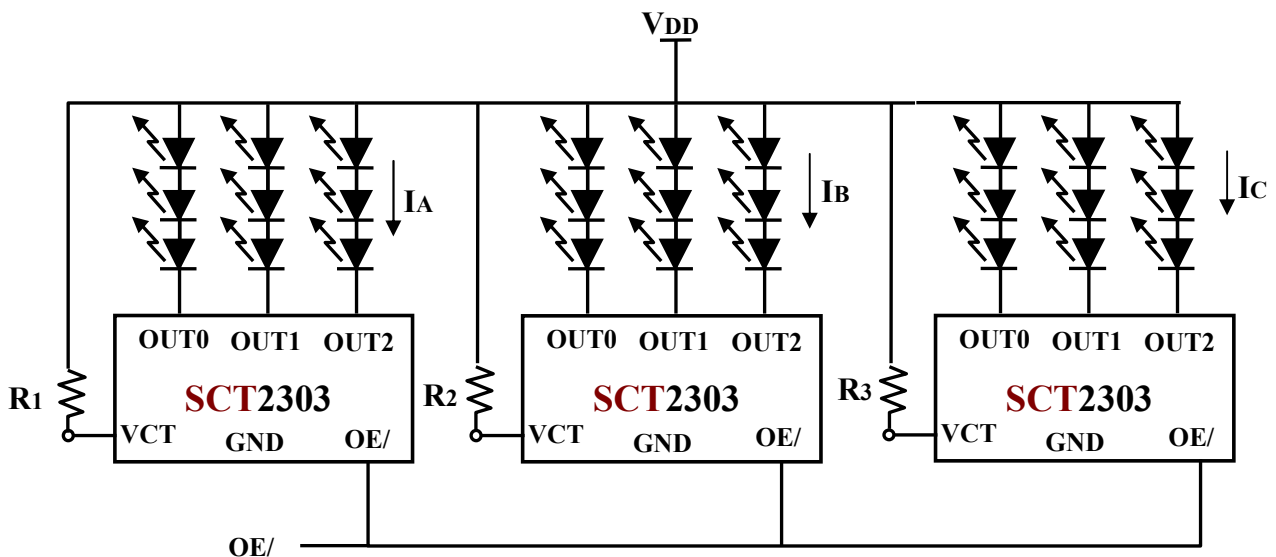 VDD
IA
IB
IC
OUT0 OUT1 OUT2
OUT0 OUT1 OUT2
OUT0 OUT1 OUT2
R1
SCT2303
R2
SCT2303
R3
SCT2303
VCT GND OE/
VCT GND OE/
VCT GND OE/
OE/